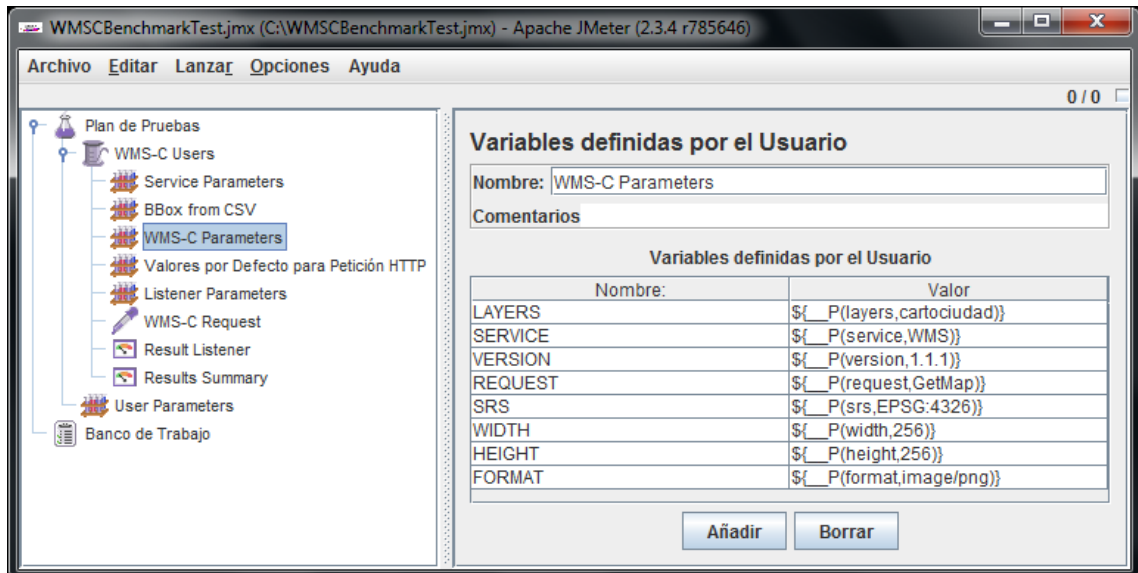 WMSCBenchmarkTest.jmx (C:\WMSCBenchmarkTest.jmx) - Apache JMeter (2.3.4 r785646)
Archivo Editar Lanzar Opciones Ayuda
0 / 0
Plan de Pruebas
WMS-C Users
Service Parameters
BBox from CSV
WMS-C Parameters
Valores por Defecto para Petición HTTP
Listener Parameters
WMS-C Request
Result Listener
Results Summary
User Parameters
Banco de Trabajo
Variables definidas por el Usuario
Nombre: WMS-C Parameters
Comentarios
Variables definidas por el Usuario
Nombre: Valor
LAYERS ${__P(layers,cartociudad)}
SERVICE ${__P(service,WMS)}
VERSION ${__P(version,1.1.1)}
REQUEST ${__P(request,GetMap)}
SRS ${__P(srs,EPSG:4326)}
WIDTH ${__P(width,256)}
HEIGHT ${__P(height,256)}
FORMAT ${__P(format,image/png)}
Añadir Borrar